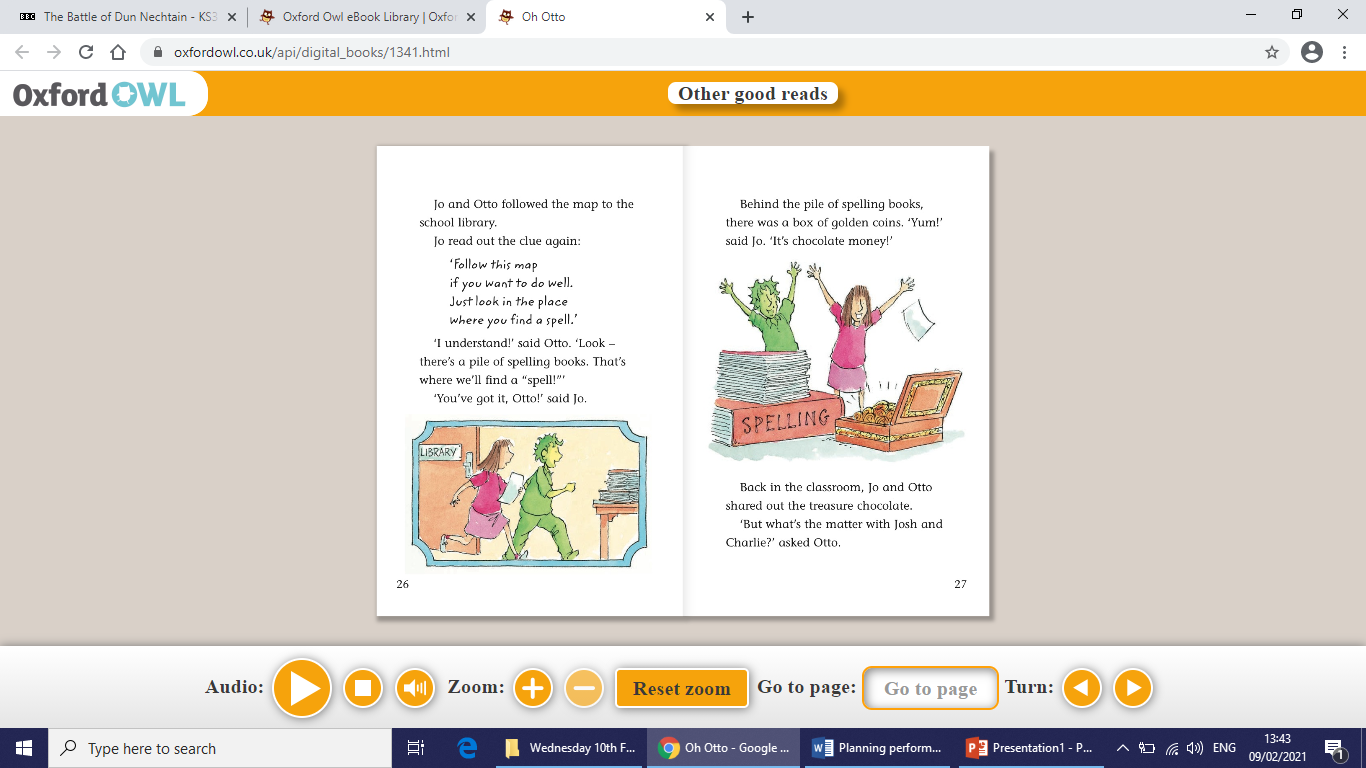 BBC The Battle of Dun Nechtain - KS3
Oxford Owl eBook Library | Oxfor
Oh Otto
oxfordowl.co.uk/api/digital_books/1341.html
Oxford OWL
Other good reads
Jo and Otto followed the map to the
school library.
Jo read out the clue again:
‘Follow this map
if you want to do well.
Just look in the place
where you find a spell.’
‘I understand!’ said Otto. ‘Look –
there’s a pile of spelling books. That’s
where we’ll find a “spell!”’
‘You’ve got it, Otto!’ said Jo.
LIBRARY
26
Behind the pile of spelling books,
there was a box of golden coins. ‘Yum!’
said Jo. ‘It’s chocolate money!’
SPELLING
Back in the classroom, Jo and Otto
shared out the treasure chocolate.
‘But what’s the matter with Josh and
Charlie?’ asked Otto.
27
Audio: Zoom: Reset zoom Go to page: Go to page Turn:
Type here to search
Wednesday 10th F...
Oh Otto - Google ...
Planning perform...
Presentation1 - P...
ENG
13:43
09/02/2021
1